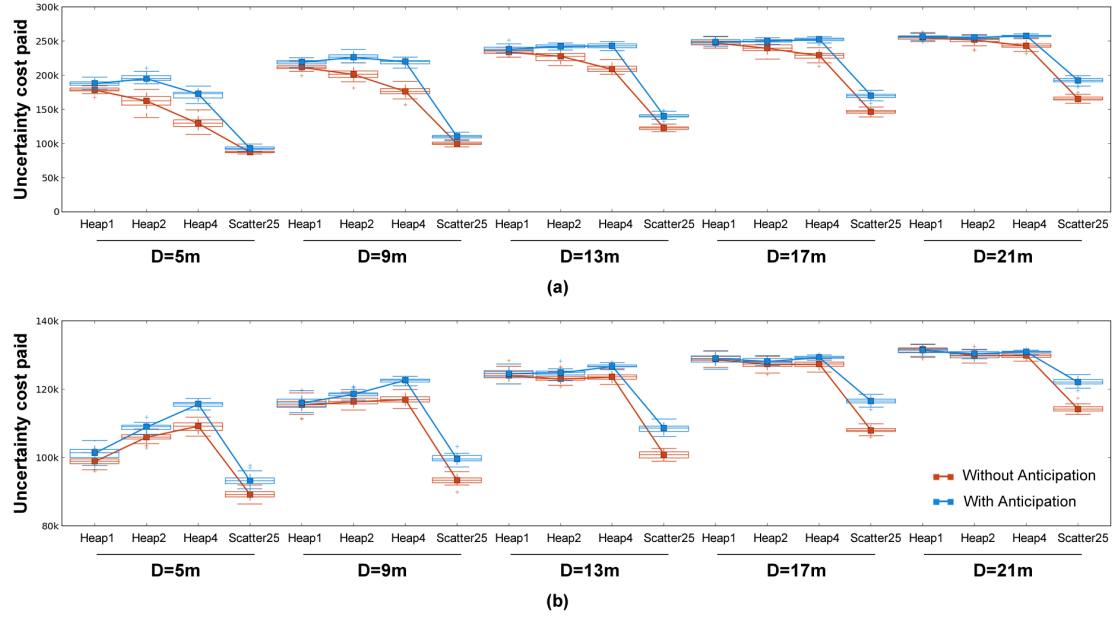 300k
250k
200k
150k
100k
50k
0
Uncertainty cost paid
Heap1 Heap2 Heap4 Scatter25 Heap1 Heap2 Heap4 Scatter25 Heap1 Heap2 Heap4 Scatter25 Heap1 Heap2 Heap4 Scatter25 Heap1 Heap2 Heap4 Scatter25
D=5m D=9m D=13m D=17m D=21m
(a)
140k
120k
100k
80k
Uncertainty cost paid
Without Anticipation
With Anticipation
Heap1 Heap2 Heap4 Scatter25 Heap1 Heap2 Heap4 Scatter25 Heap1 Heap2 Heap4 Scatter25 Heap1 Heap2 Heap4 Scatter25 Heap1 Heap2 Heap4 Scatter25
D=5m D=9m D=13m D=17m D=21m
(b)